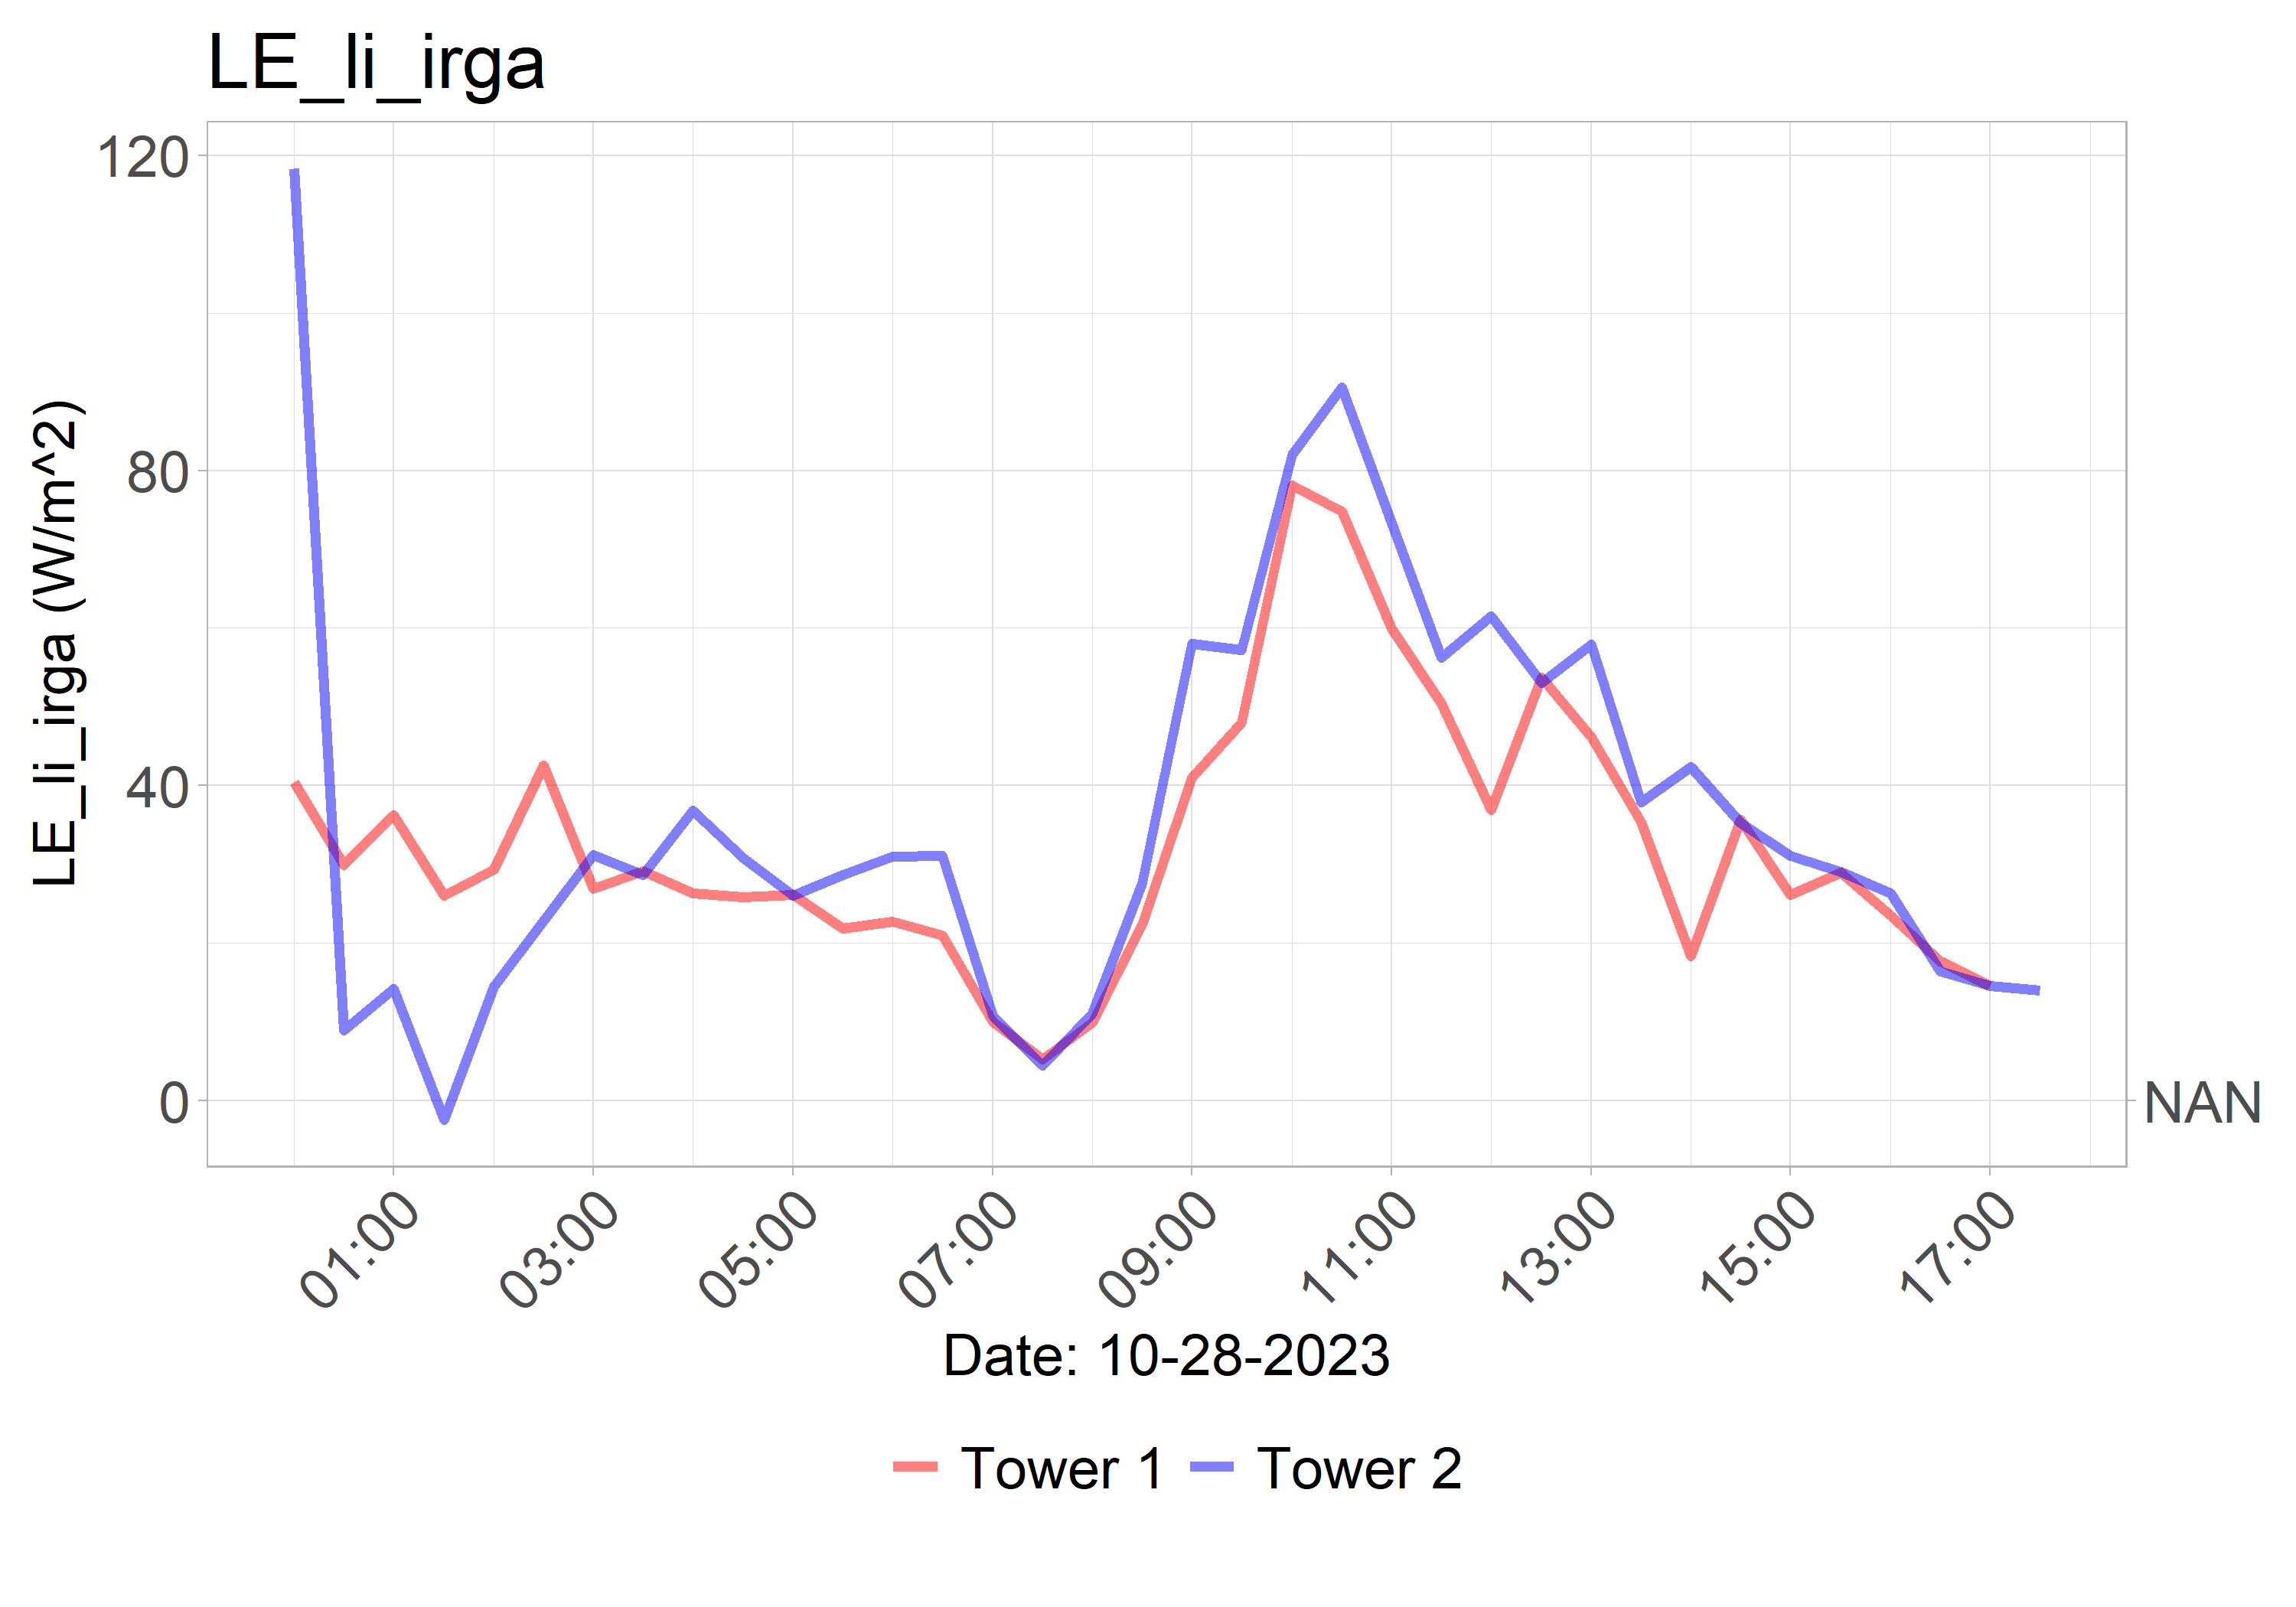 LE_li_irga
LE_li_irga (W/m^2)
120
80
40
0
NAN
01:00 03:00 05:00 07:00 09:00 11:00 13:00 15:00 17:00
Date: 10-28-2023
Tower 1 Tower 2